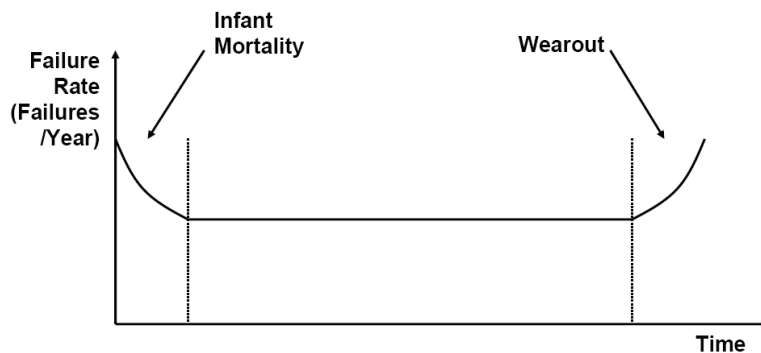 Infant
Mortality
Wearout
Failure
Rate
(Failures
/Year)
Time